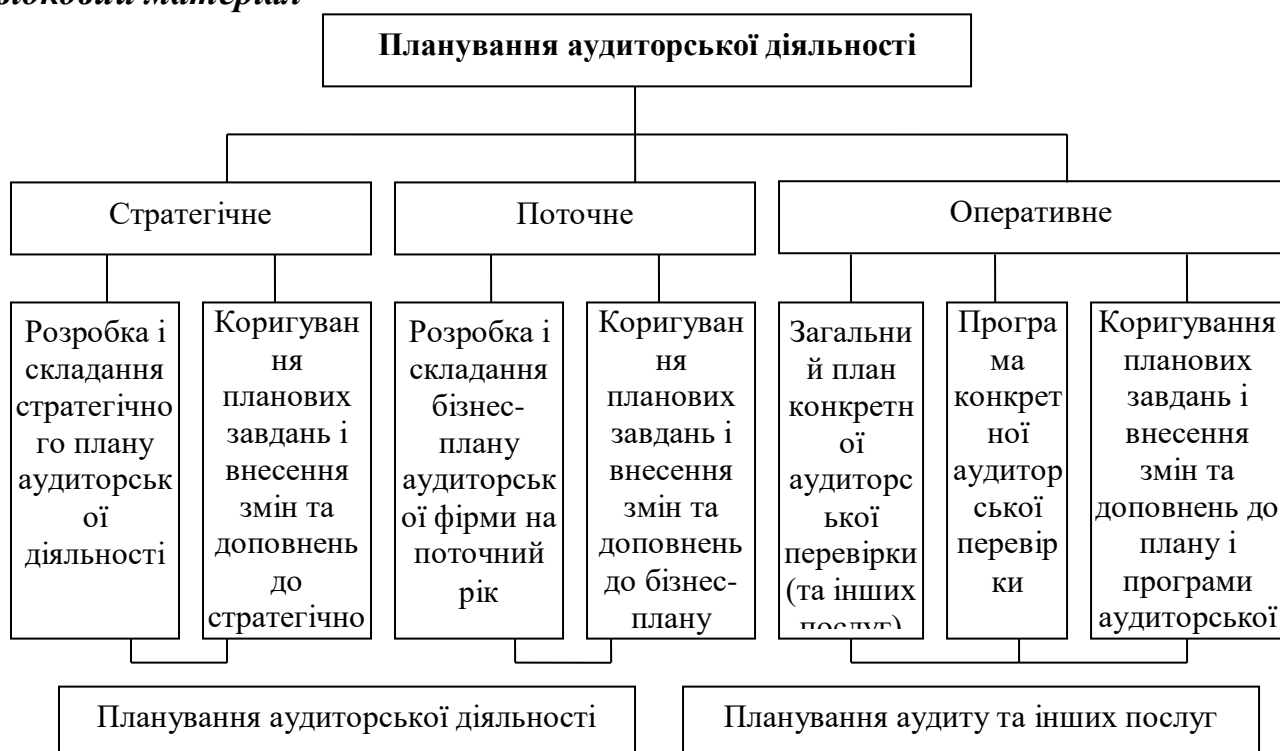 матеріал
Планування аудиторської діяльності
Стратегічне
Поточне
Оперативне
Розробка і
складання
стратегічно
го плану
аудиторськ
ої
діяльності
Коригуван
ня
планових
завдань і
внесення
змін та
доповнень
до
стратегічно
Розробка і
складання
бізнес-
плану
аудиторськ
ої фірми на
поточний
рік
Коригуван
ня
планових
завдань і
внесення
змін та
доповнень
до бізнес-
плану
Загальни
й план
конкретн
ої
аудиторс
ької
перевірки
(та інших
послуг)
Програ
ма
конкрет
ної
аудитор
ської
перевір
ки
Коригування
планових
завдань і
внесення
змін та
доповнень до
плану і
програми
аудиторської
Планування аудиторської діяльності
Планування аудиту та інших послуг